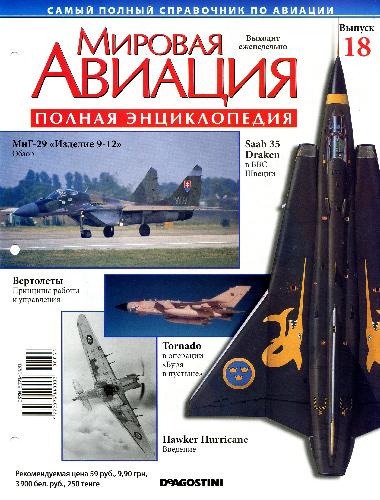 САМЫЙ ПОЛНЫЙ СПРАВОЧНИК ПО АВИАЦИИ
МИРОВАЯ
АВИАЦИЯ
Выходит
еженедельно
Выпуск
18
ПОЛНАЯ ЭНЦИКЛОПЕДИЯ
МиГ-29 «Изделие 9-12»
Обзор
Saab 35
Draken
в ВВС
Швеции
Вертолеты
Принципы работы
и управления
Tornado
в операции
«Буря
в пустыне»
Hawker Hurricane
Введение
Рекомендуемая цена 59 руб., 9,90 грн,
3 900 бел. руб., 250 тенге
DEAGOSTINI